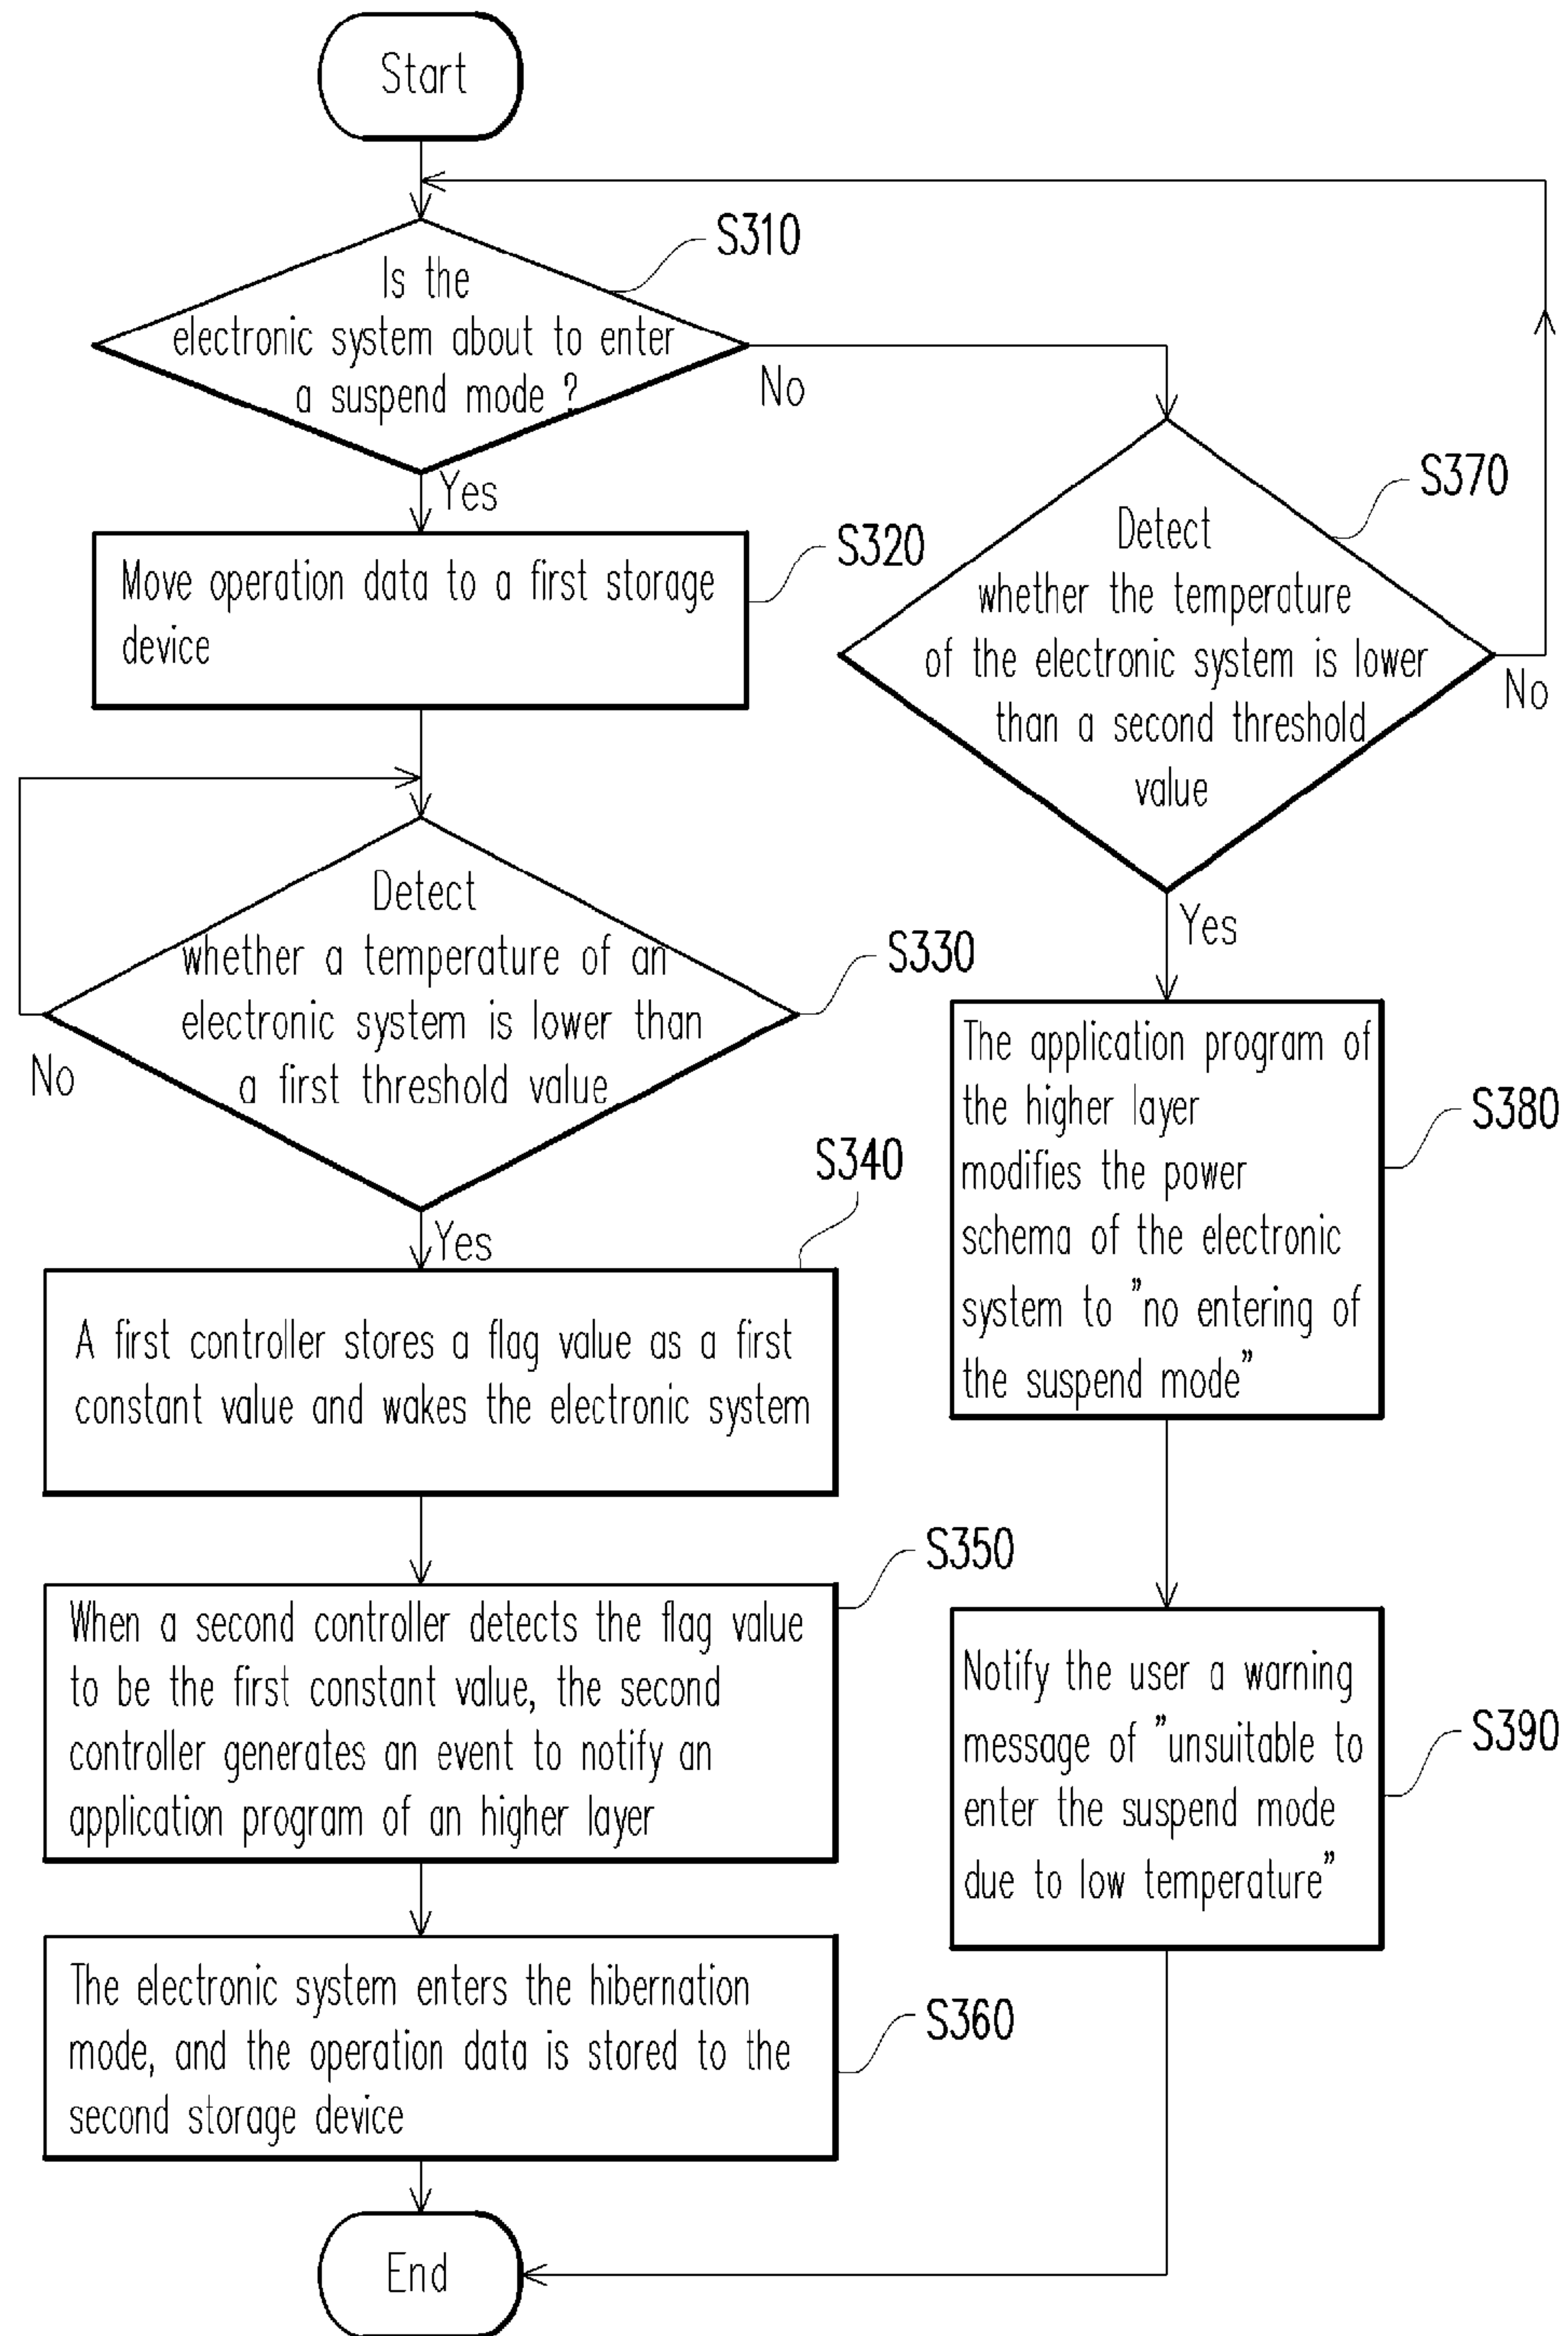 Start
S310
Is the
electronic system about to enter
a suspend mode ?
No
Yes
S320
Move operation data to a first storage
device
S370
Detect
whether the temperature
of the electronic system is lower
than a second threshold
value
No
Yes
Detect
whether a temperature of an
electronic system is lower than
a first threshold value
S330
No
Yes
S340
A first controller stores a flag value as a first
constant value and wakes the electronic system
The application program of
the higher layer
modifies the power
schema of the electronic
system to "no entering of
the suspend mode"
S380
S350
When a second controller detects the flag value
to be the first constant value, the second
controller generates an event to notify an
application program of an higher layer
Notify the user a warning
message of "unsuitable to
enter the suspend mode
due to low temperature"
S390
The electronic system enters the hibernation
mode, and the operation data is stored to the
second storage device
S360
End